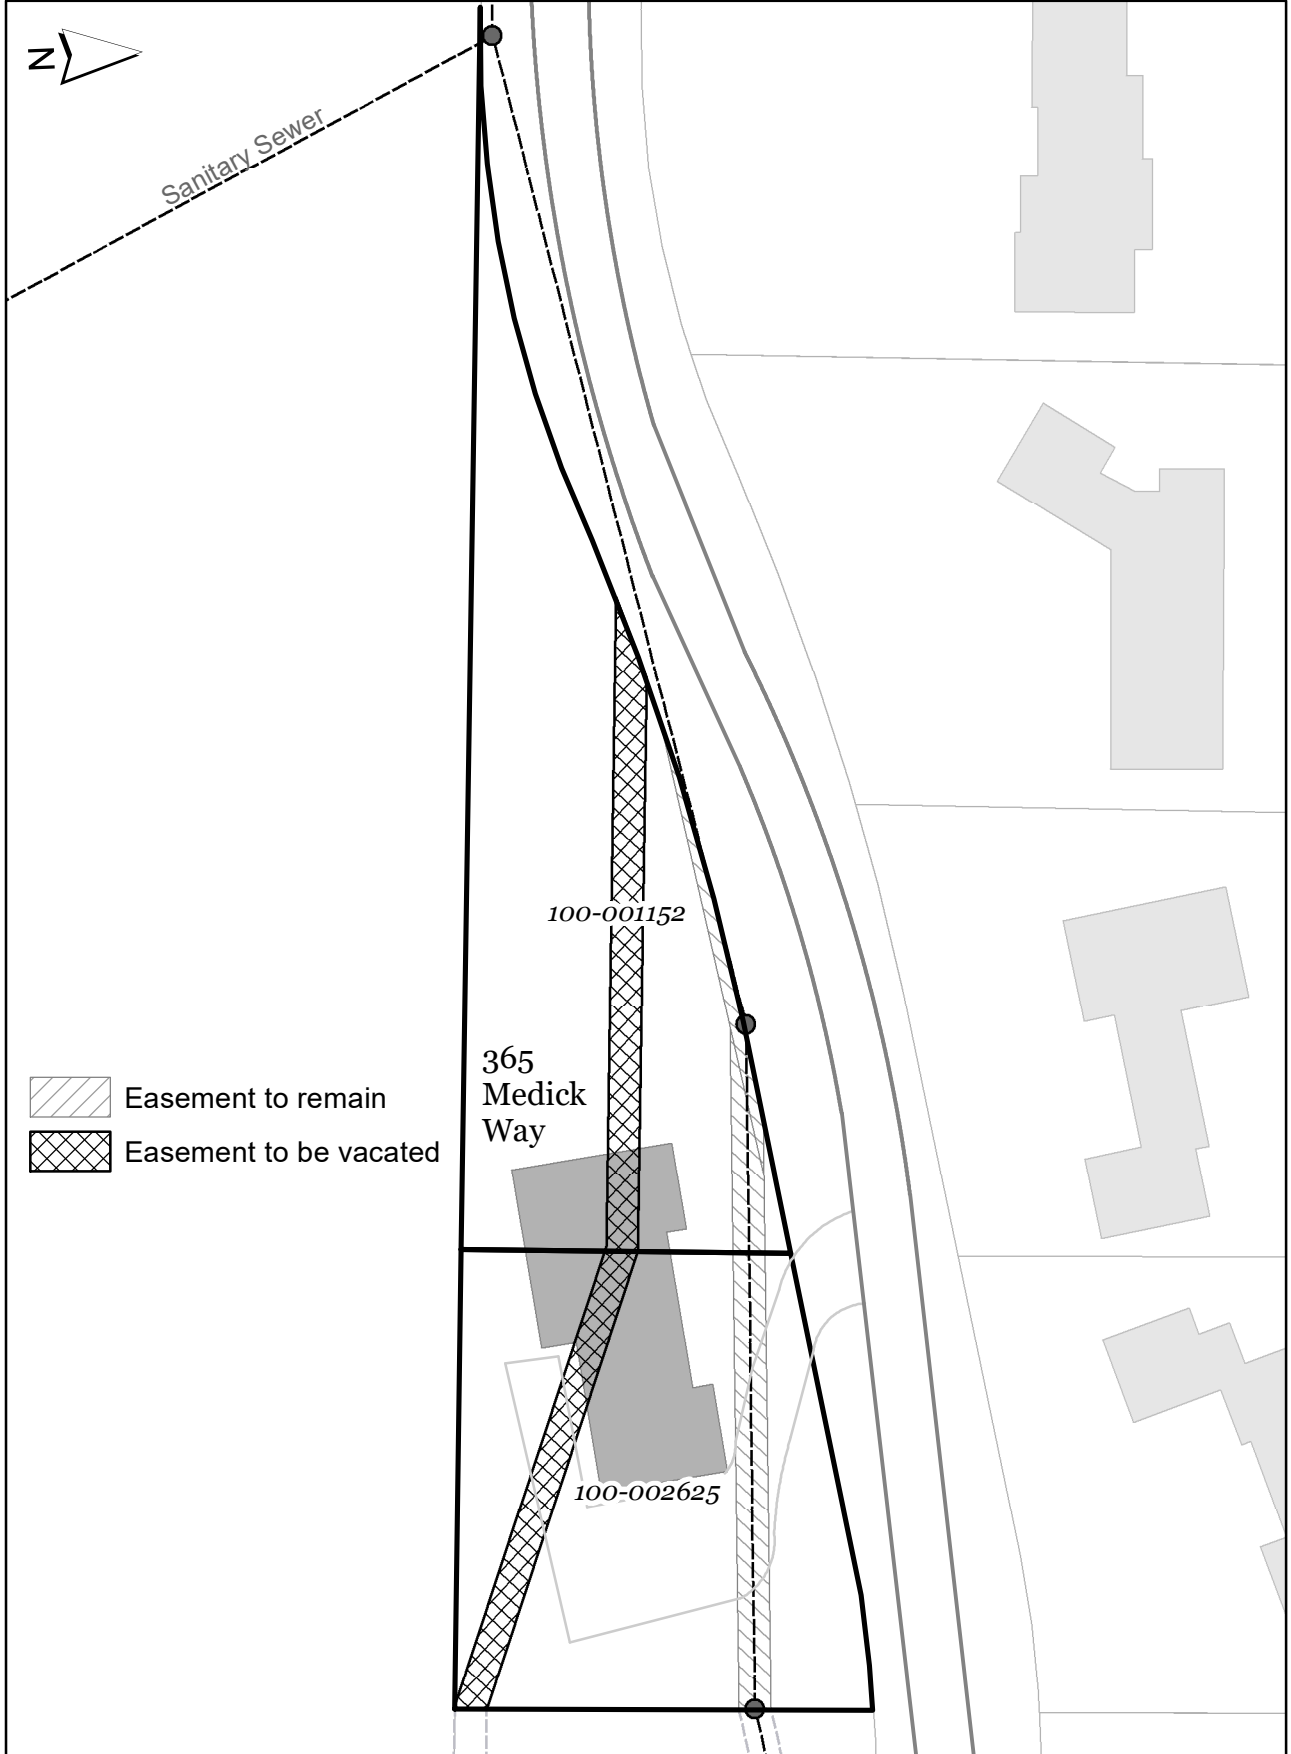 N
Sanitary Sewer
100-001152
365
Medick
Way
Easement to remain
Easement to be vacated
100-002625